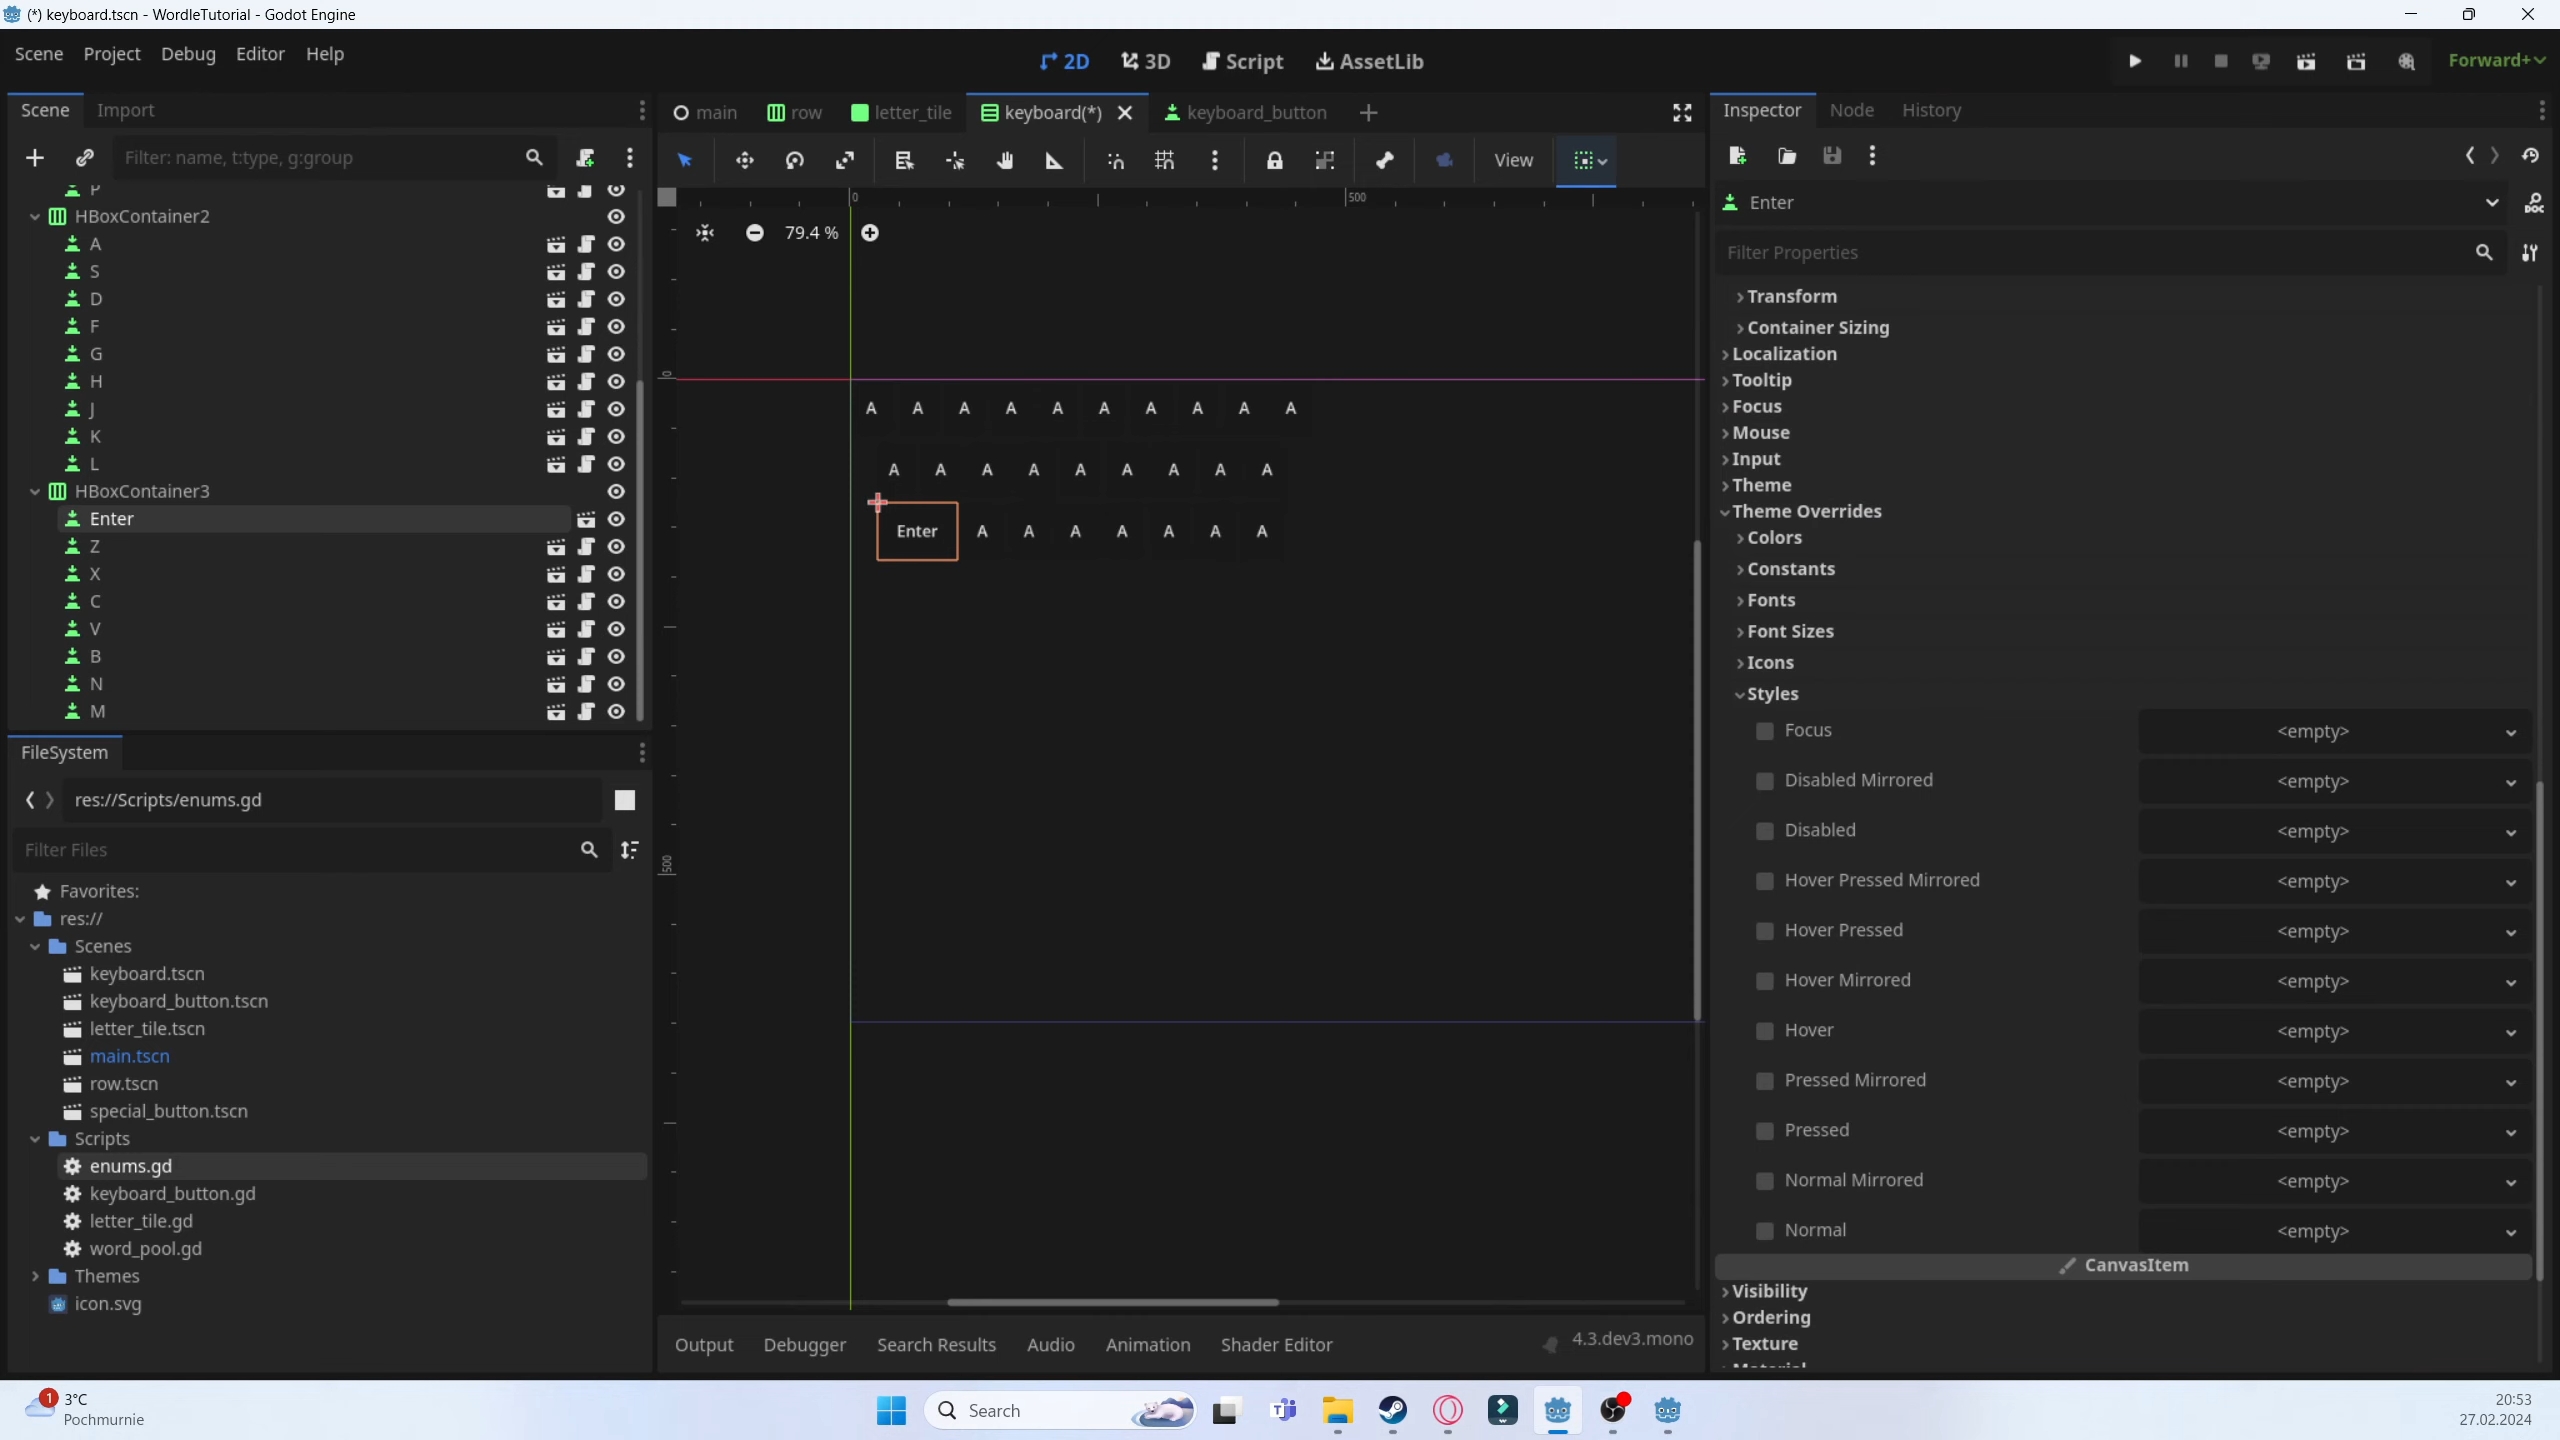 (*) keyboard.tscn - WordleTutorial - Godot Engine
Scene Project Debug Editor Help
2D 3D Script AssetLib
Forward+
Scene Import
Filter: name, t:type, g:group
P
HBoxContainer2
A
S
D
F
G
H
J
K
L
HBoxContainer3
Enter
Z
X
C
V
B
N
M
FileSystem
res://Scripts/enums.gd
Filter Files
Favorites:
res://
Scenes
keyboard.tscn
keyboard_button.tscn
letter_tile.tscn
main.tscn
row.tscn
special_button.tscn
Scripts
enums.gd
keyboard_button.gd
letter_tile.gd
word_pool.gd
Themes
icon.svg
main row letter_tile keyboard(*) keyboard_button
View
0 500
79.4 %
0
500
A A A A A A A A A A
A A A A A A A A A
Enter A A A A A A A
Output Debugger Search Results Audio Animation Shader Editor 4.3.dev3.mono
Inspector Node History
Enter
Filter Properties
Transform
Container Sizing
Localization
Tooltip
Focus
Mouse
Input
Theme
Theme Overrides
Colors
Constants
Fonts
Font Sizes
Icons
Styles
Focus <empty>
Disabled Mirrored <empty>
Disabled <empty>
Hover Pressed Mirrored <empty>
Hover Pressed <empty>
Hover Mirrored <empty>
Hover <empty>
Pressed Mirrored <empty>
Pressed <empty>
Normal Mirrored <empty>
Normal <empty>
CanvasItem
Visibility
Ordering
Texture
Material
1
3°C
Pochmurnie
Search
20:53
27.02.2024